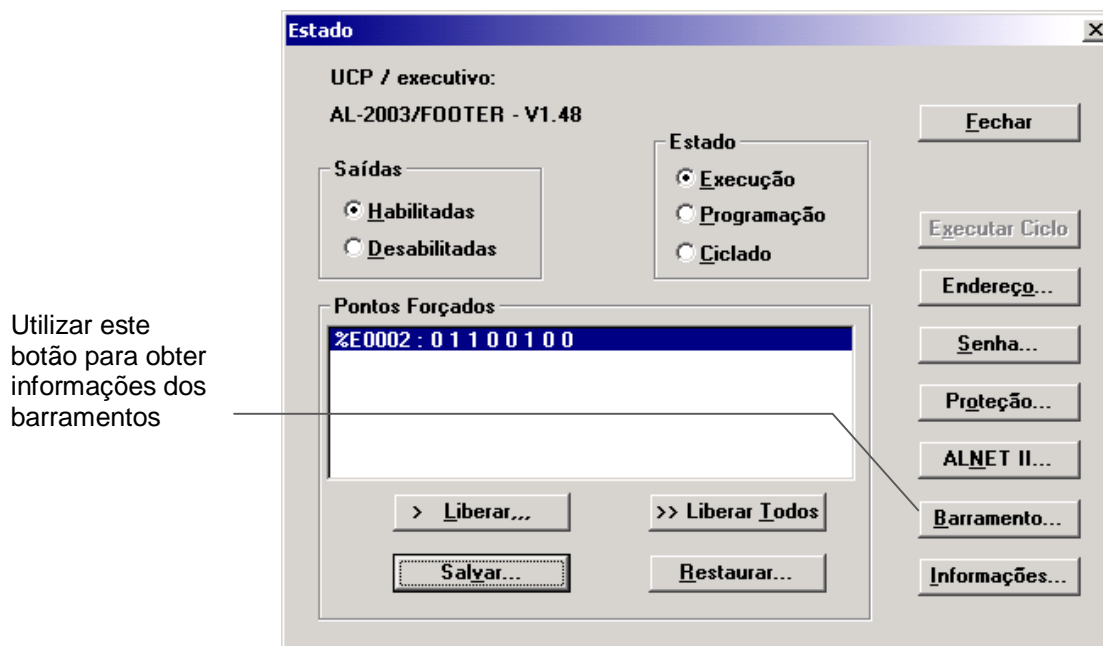 Estado
UCP / executivo:
AL-2003/FOOTER - V1.48
Fechar
Saídas
Habilitadas
Desabilitadas
Estado
Execução
Programação
Ciclado
Executar Ciclo
Endereço...
Senha...
Proteção...
ALNET II...
Barramento...
Informações...
Pontos Forçados
%E0002 : 0 1 1 0 0 1 0 0
> Liberar,,,
>> Liberar Todos
Salvar...
Restaurar...
Utilizar este
botão para obter
informações dos
barramentos